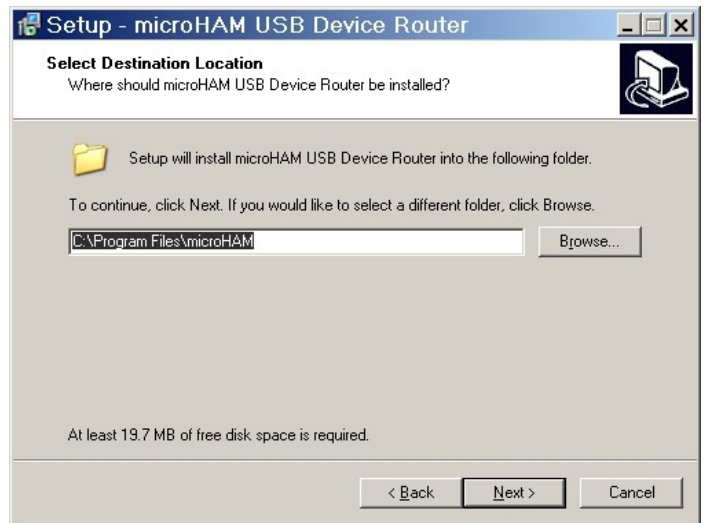 Setup - microHAM USB Device Router
Select Destination Location
Where should microHAM USB Device Router be installed?
Setup will install microHAM USB Device Router into the following folder.
To continue, click Next. If you would like to select a different folder, click Browse.
C:\Program Files\microHAM
Browse...
At least 19.7 MB of free disk space is required.
< Back
Next >
Cancel